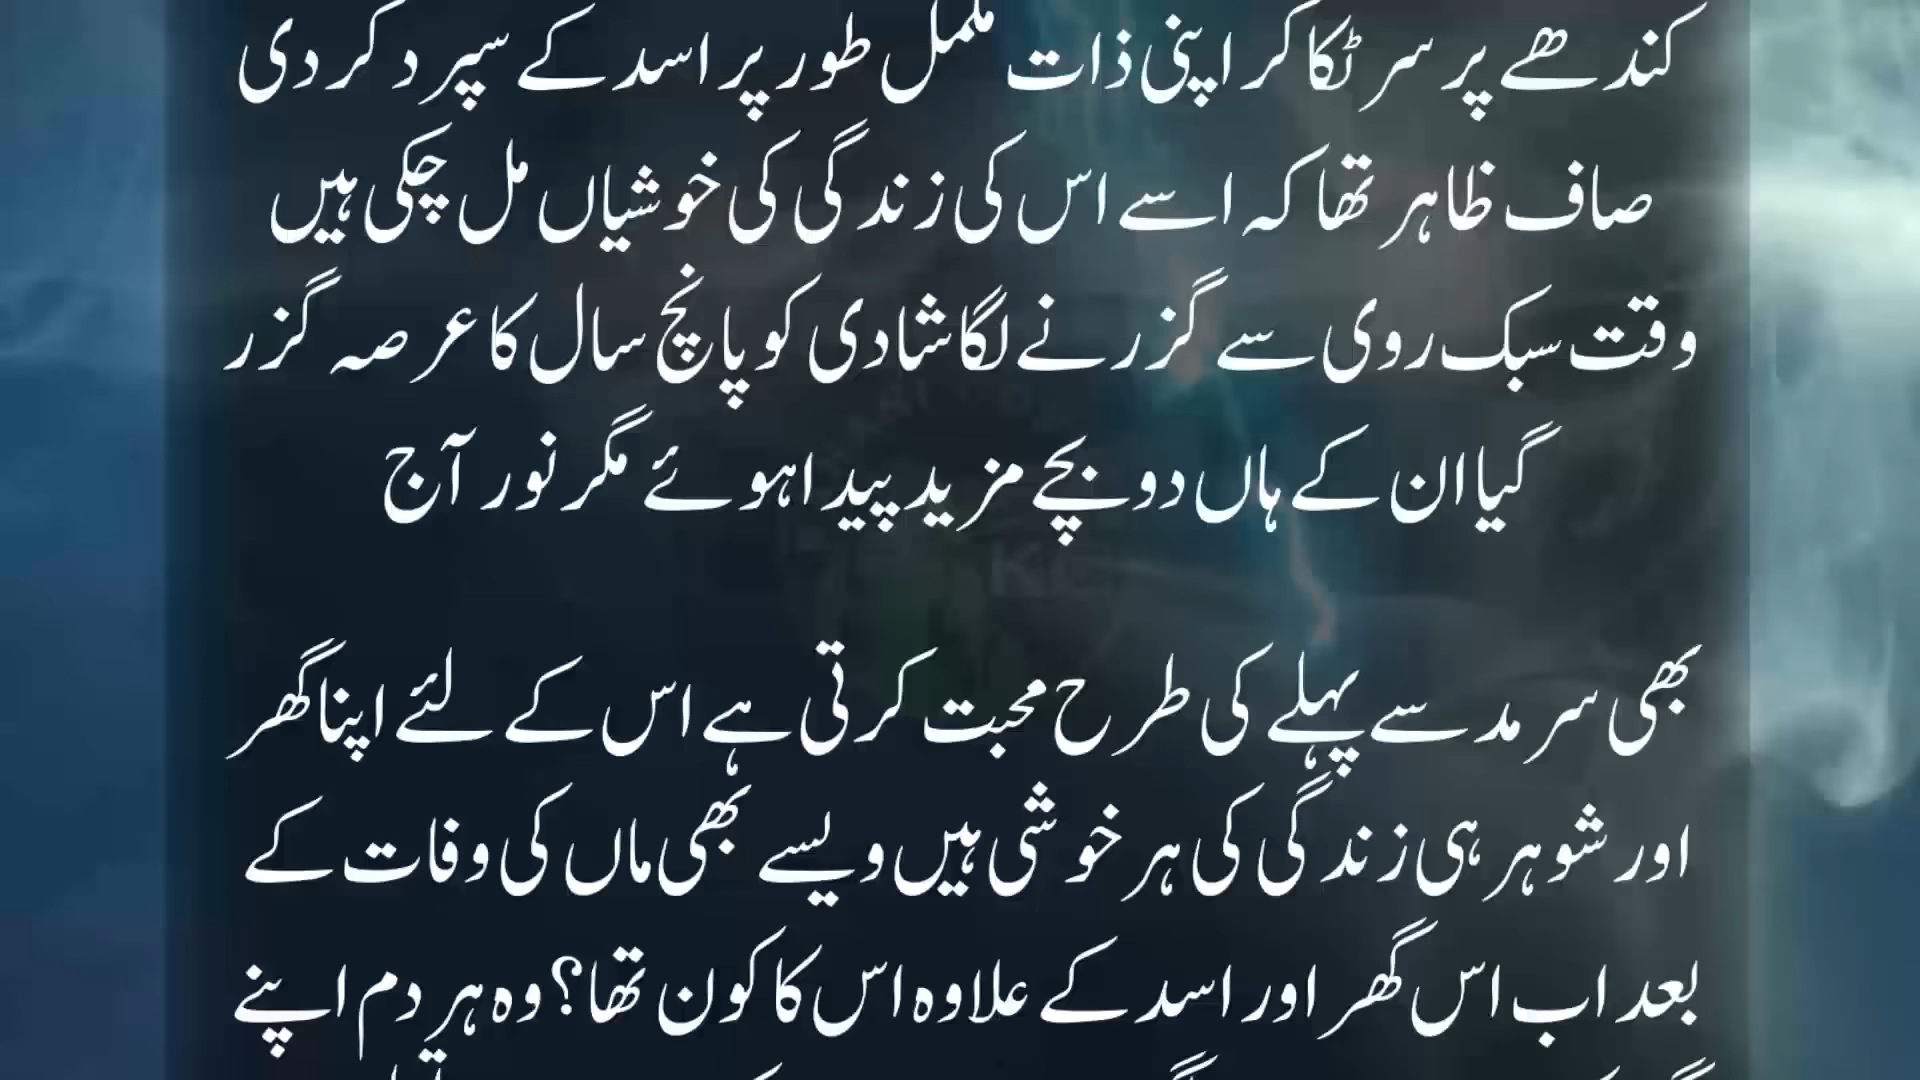 کندھے پر سر ٹکا کر اپنی ذات مکمل طور پر اسد کے سپرد کر دی
صاف ظاہر تھا کہ اسے اس کی زندگی کی خوشیاں مل چکی ہیں
وقت سبک روی سے گزرنے لگا شادی کو پانچ سال کا عرصہ گزر
گیا ان کے ہاں دو بچے مزید پیدا ہوئے مگر نور آج
بھی سرمد سے پہلے کی طرح محبت کرتی ہے اس کے لئے اپنا گھر
اور شوہر ہی زندگی کی ہر خوشی ہیں ویسے بھی ماں کی وفات کے
بعد اب اس گھر اور اسد کے علاوہ اس کا کون تھا؟ وہ ہر دم اپنے